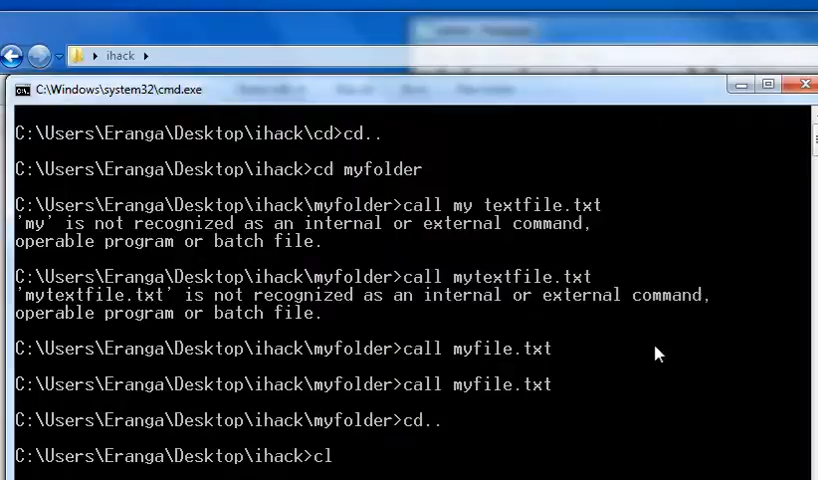 ihack
C:\Windows\system32\cmd.exe
C:\Users\Eranga\Desktop\ihack\cd>cd..
C:\Users\Eranga\Desktop\ihack>cd myfolder
C:\Users\Eranga\Desktop\ihack\myfolder>call my textfile.txt
'my' is not recognized as an internal or external command,
operable program or batch file.
C:\Users\Eranga\Desktop\ihack\myfolder>call mytextfile.txt
'mytextfile.txt' is not recognized as an internal or external command,
operable program or batch file.
C:\Users\Eranga\Desktop\ihack\myfolder>call myfile.txt
C:\Users\Eranga\Desktop\ihack\myfolder>call myfile.txt
C:\Users\Eranga\Desktop\ihack\myfolder>cd..
C:\Users\Eranga\Desktop\ihack>cl